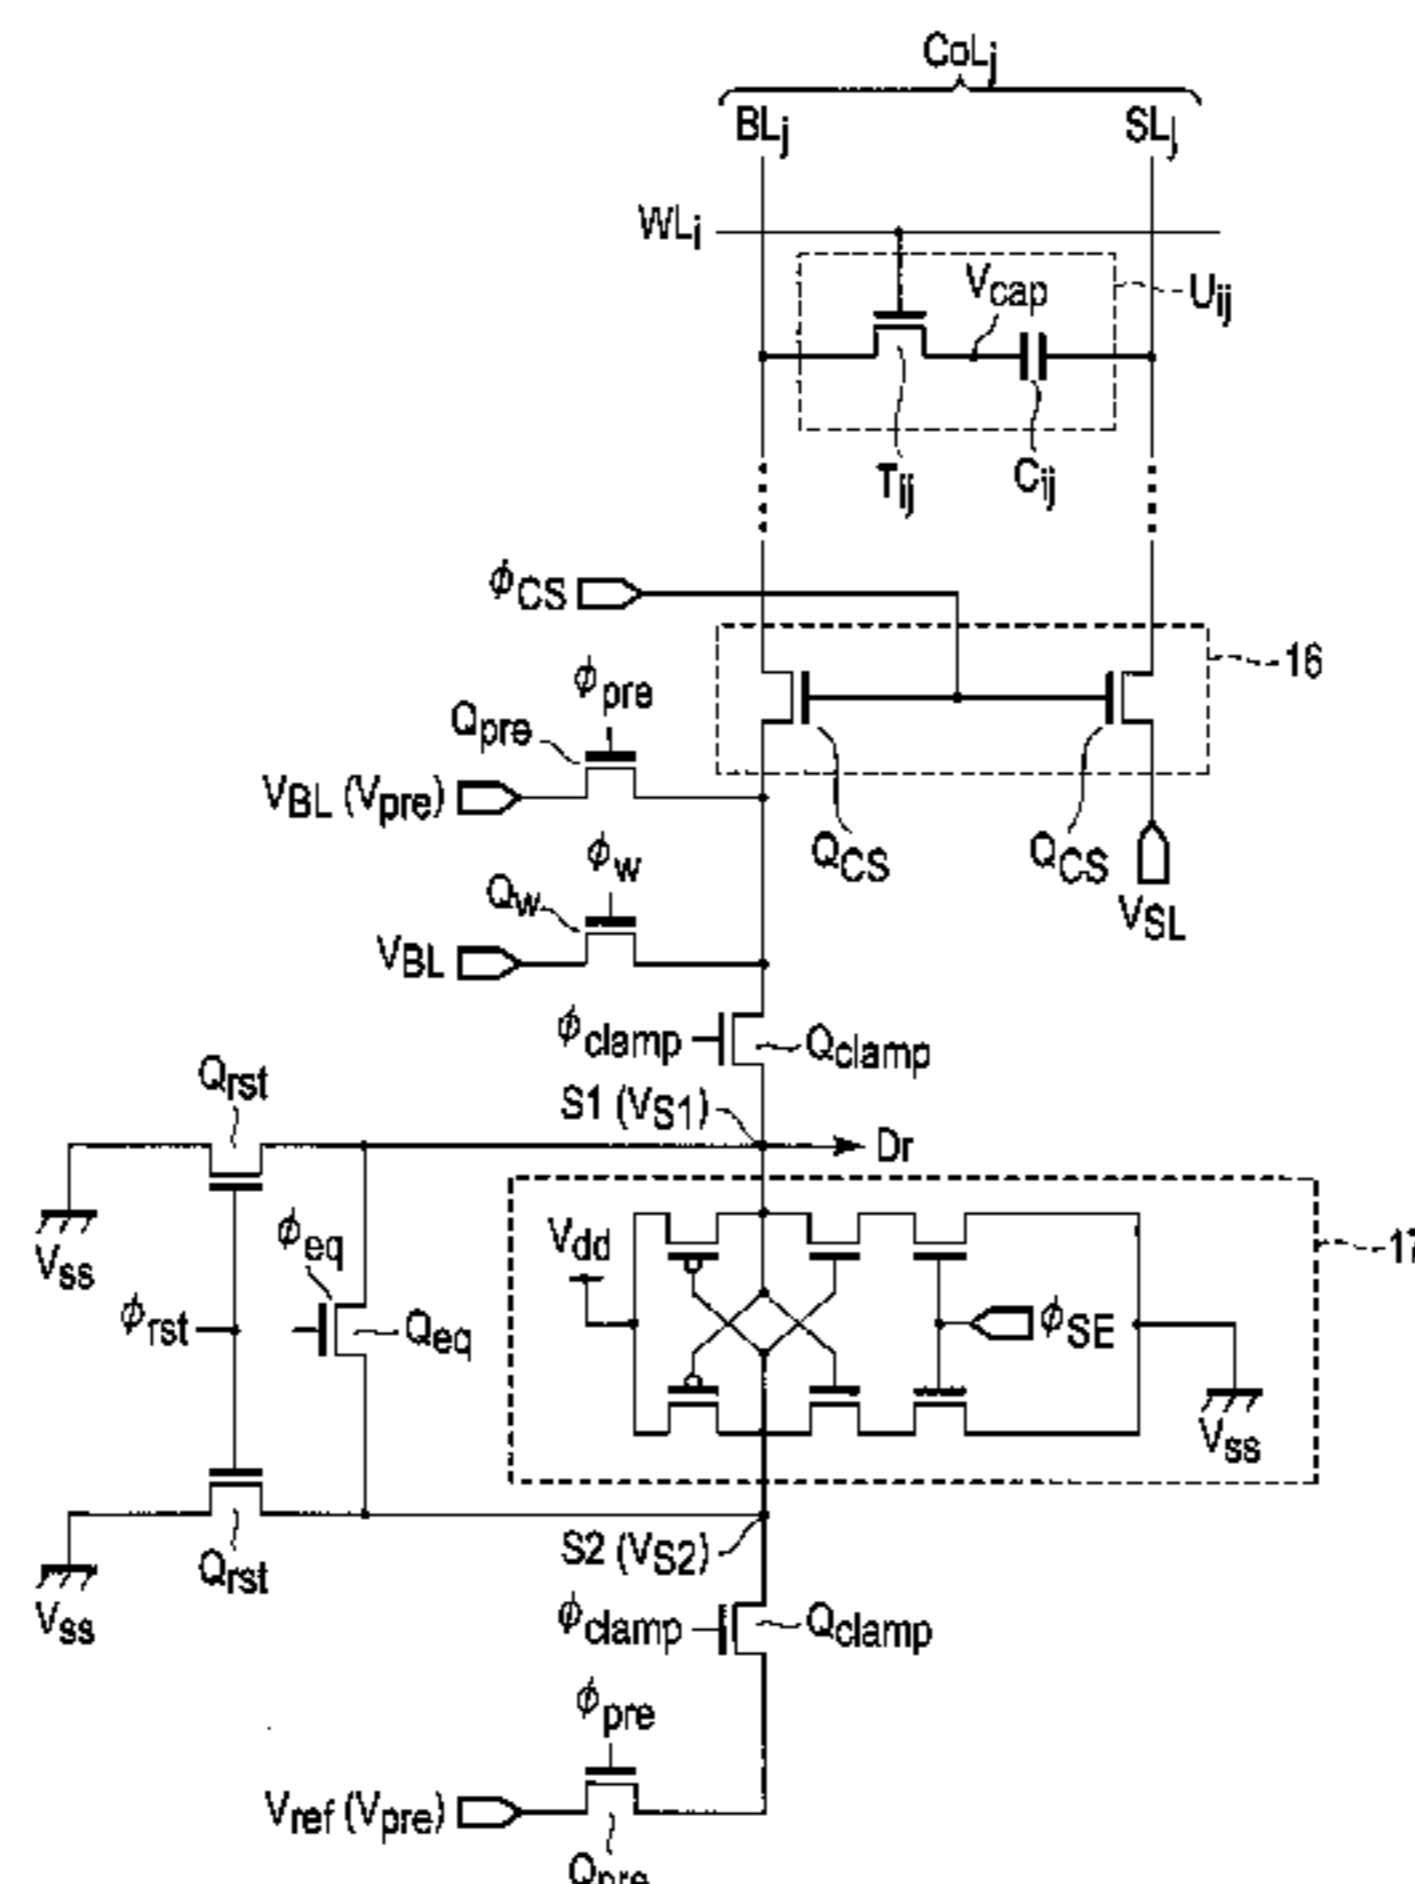 CoLj
BLj SLj
WLi
Vcap
Uij
Tij Cij
ϕCS
16
ϕpre
Qpre
VBL (Vpre)
QCS QCS
VSL
ϕw
Qw
VBL
ϕclamp Qclamp
Qrst
S1 (VS1)
Dr
Vss
ϕeq
Vdd
17
ϕrst
Qeq
ϕSE
Vss
Qrst
S2 (VS2)
Vss
ϕclamp Qclamp
ϕpre
Vref (Vpre)
Qpre